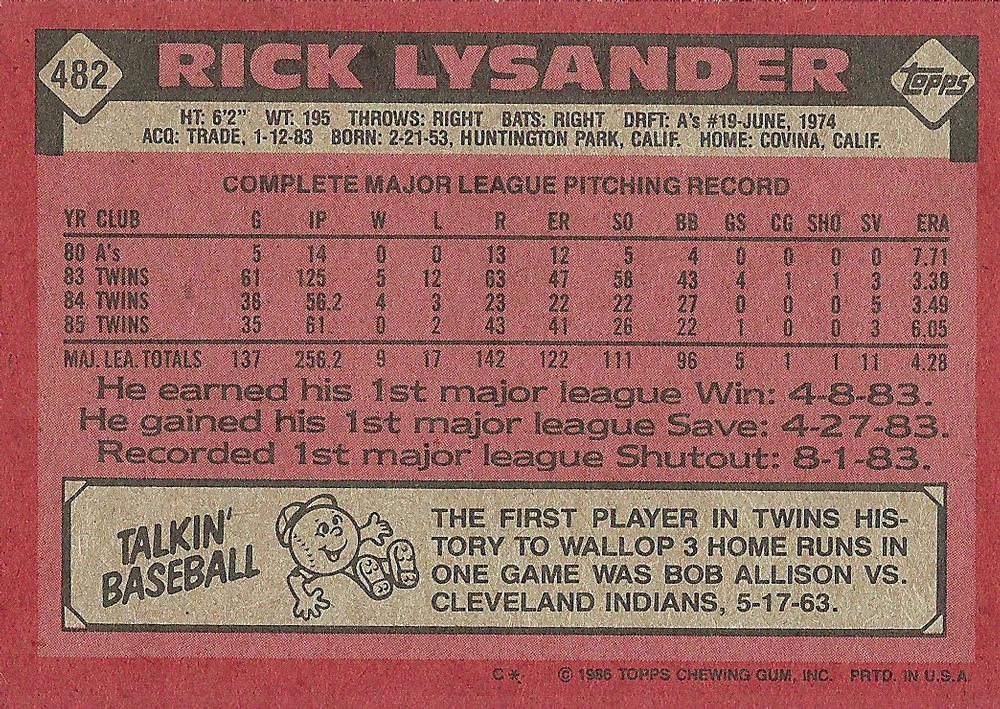 482
RICK LYSANDER
TOPPS
HT: 6'2" WT: 195 THROWS: RIGHT BATS: RIGHT DRFT: A's #19-JUNE, 1974
ACQ: TRADE, 1-12-83 BORN: 2-21-53, HUNTINGTON PARK, CALIF. HOME: COVINA, CALIF.
COMPLETE MAJOR LEAGUE PITCHING RECORD
YR CLUB G IP W L R ER SO BB GS CG SHO SV ERA
80 A's 5 14 0 0 13 12 5 4 0 0 0 0 7.71
83 TWINS 61 125 5 12 63 47 58 43 4 1 1 3 3.38
84 TWINS 36 56.2 4 3 23 22 22 27 0 0 0 5 3.49
85 TWINS 35 61 0 2 43 41 26 22 1 0 0 3 6.05
MAJ. LEA. TOTALS 137 256.2 9 17 142 122 111 96 5 1 1 11 4.28
He earned his 1st major league Win: 4-8-83.
He gained his 1st major league Save: 4-27-83.
Recorded 1st major league Shutout: 8-1-83.
TALKIN'
BASEBALL
THE FIRST PLAYER IN TWINS HIS-
TORY TO WALLOP 3 HOME RUNS IN
ONE GAME WAS BOB ALLISON VS.
CLEVELAND INDIANS, 5-17-63.
C* © 1986 TOPPS CHEWING GUM, INC. PRTD. IN U.S.A.